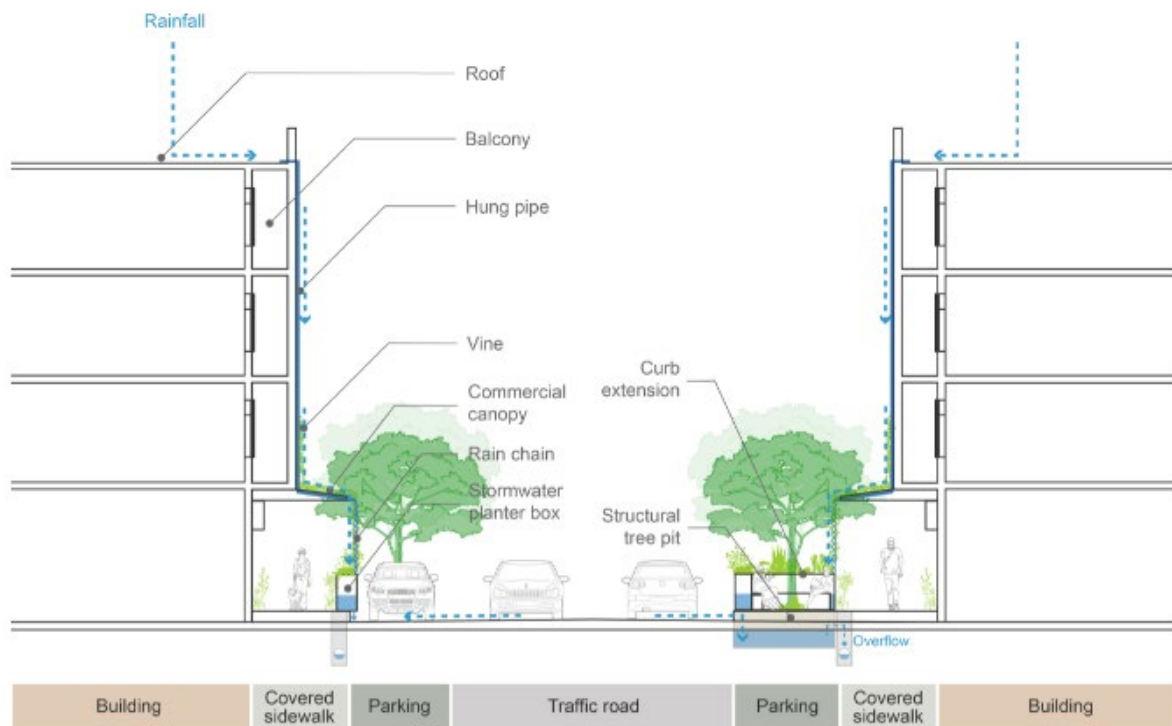 Rainfall
Roof
Balcony
Hung pipe
Vine
Commercial
canopy
Rain chain
Stormwater
planter box
Curb
extension
Structural
tree pit
Overflow
Building
Covered
sidewalk
Parking
Traffic road
Parking
Covered
sidewalk
Building